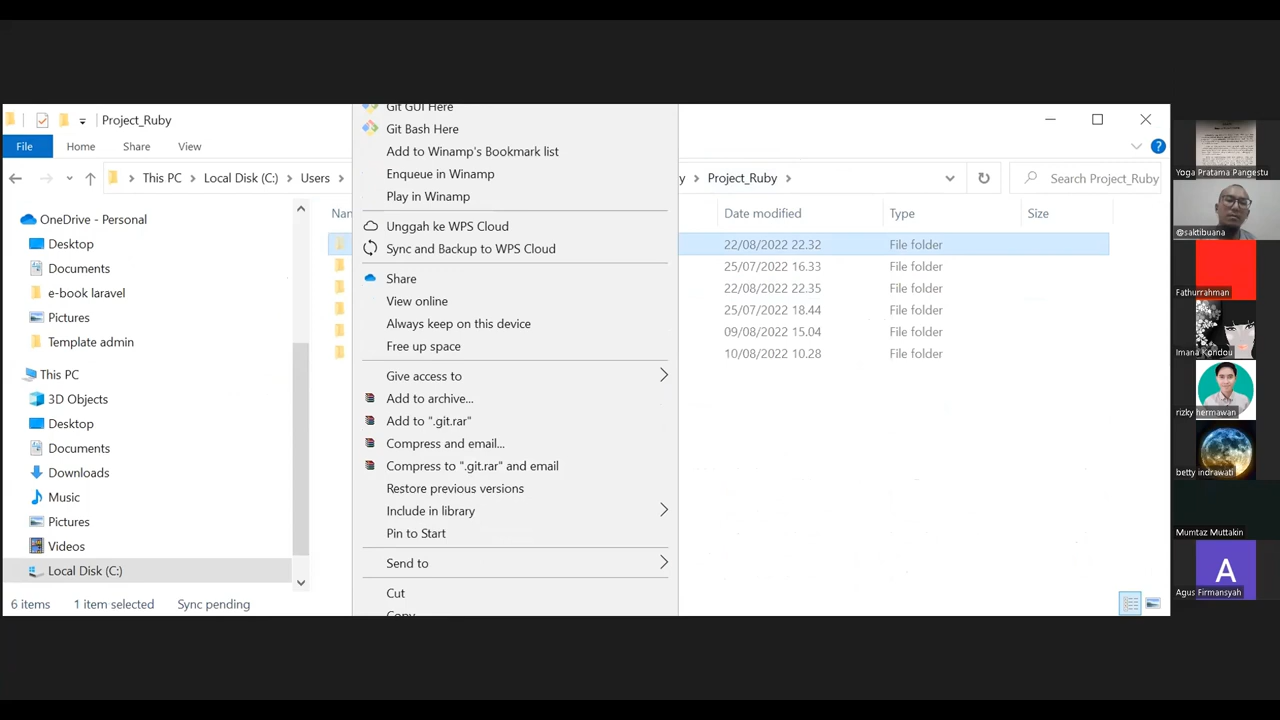 Project_Ruby
File
Home
Share
View
This PC
Local Disk (C:)
Users
Project_Ruby
Search Project_Ruby
OneDrive - Personal
Desktop
Documents
e-book laravel
Pictures
Template admin
This PC
3D Objects
Desktop
Documents
Downloads
Music
Pictures
Videos
Local Disk (C:)
6 items
1 item selected
Sync pending
Git GUI Here
Git Bash Here
Add to Winamp's Bookmark list
Enqueue in Winamp
Play in Winamp
Unggah ke WPS Cloud
Sync and Backup to WPS Cloud
Share
View online
Always keep on this device
Free up space
Give access to
Add to archive...
Add to ".git.rar"
Compress and email...
Compress to ".git.rar" and email
Restore previous versions
Include in library
Pin to Start
Send to
Cut
Copy
Date modified
Type
Size
22/08/2022 22.32 File folder
25/07/2022 16.33 File folder
22/08/2022 22.35 File folder
25/07/2022 18.44 File folder
09/08/2022 15.04 File folder
10/08/2022 10.28 File folder
Yoga Pratama Pangestu
@saktibuana
Fathurrahman
Imana Kondou
rizky hermawan
betty indrawati
Mumtaz Muttakin
A
Agus Firmansyah